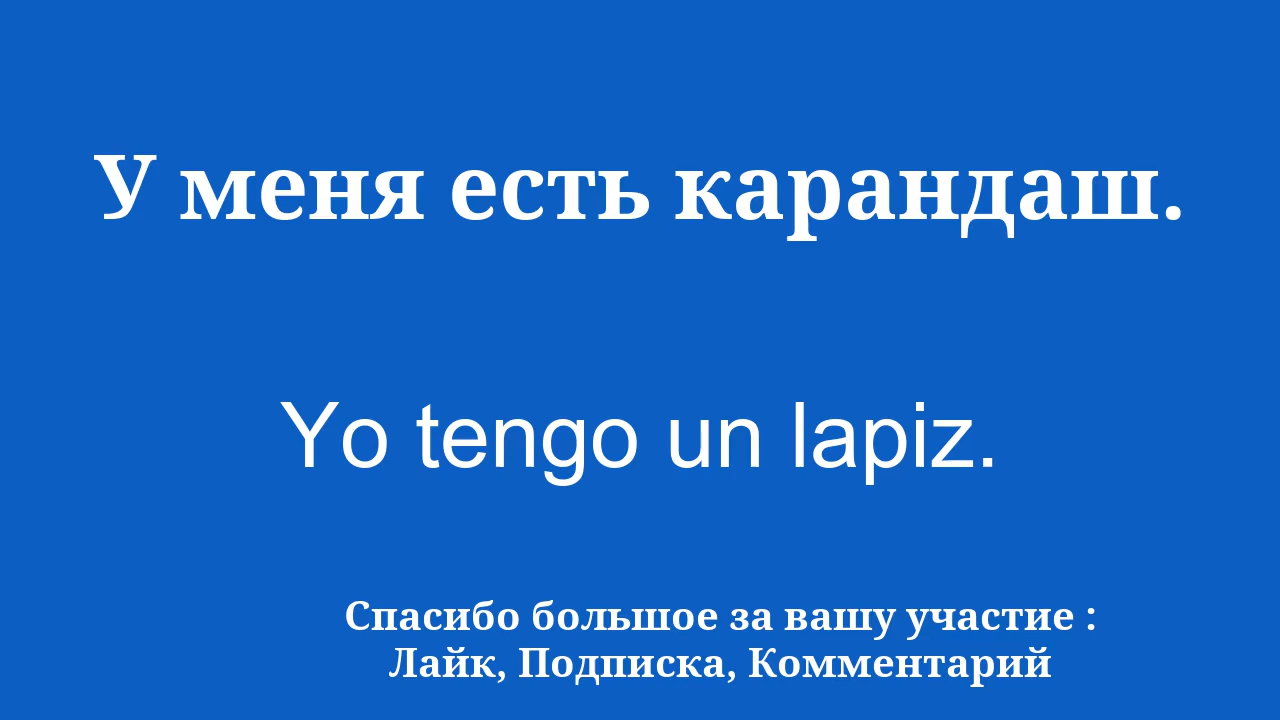 У меня есть карандаш.
Yo tengo un lapiz.
Спасибо большое за вашу участие :
Лайк, Подписка, Комментарий